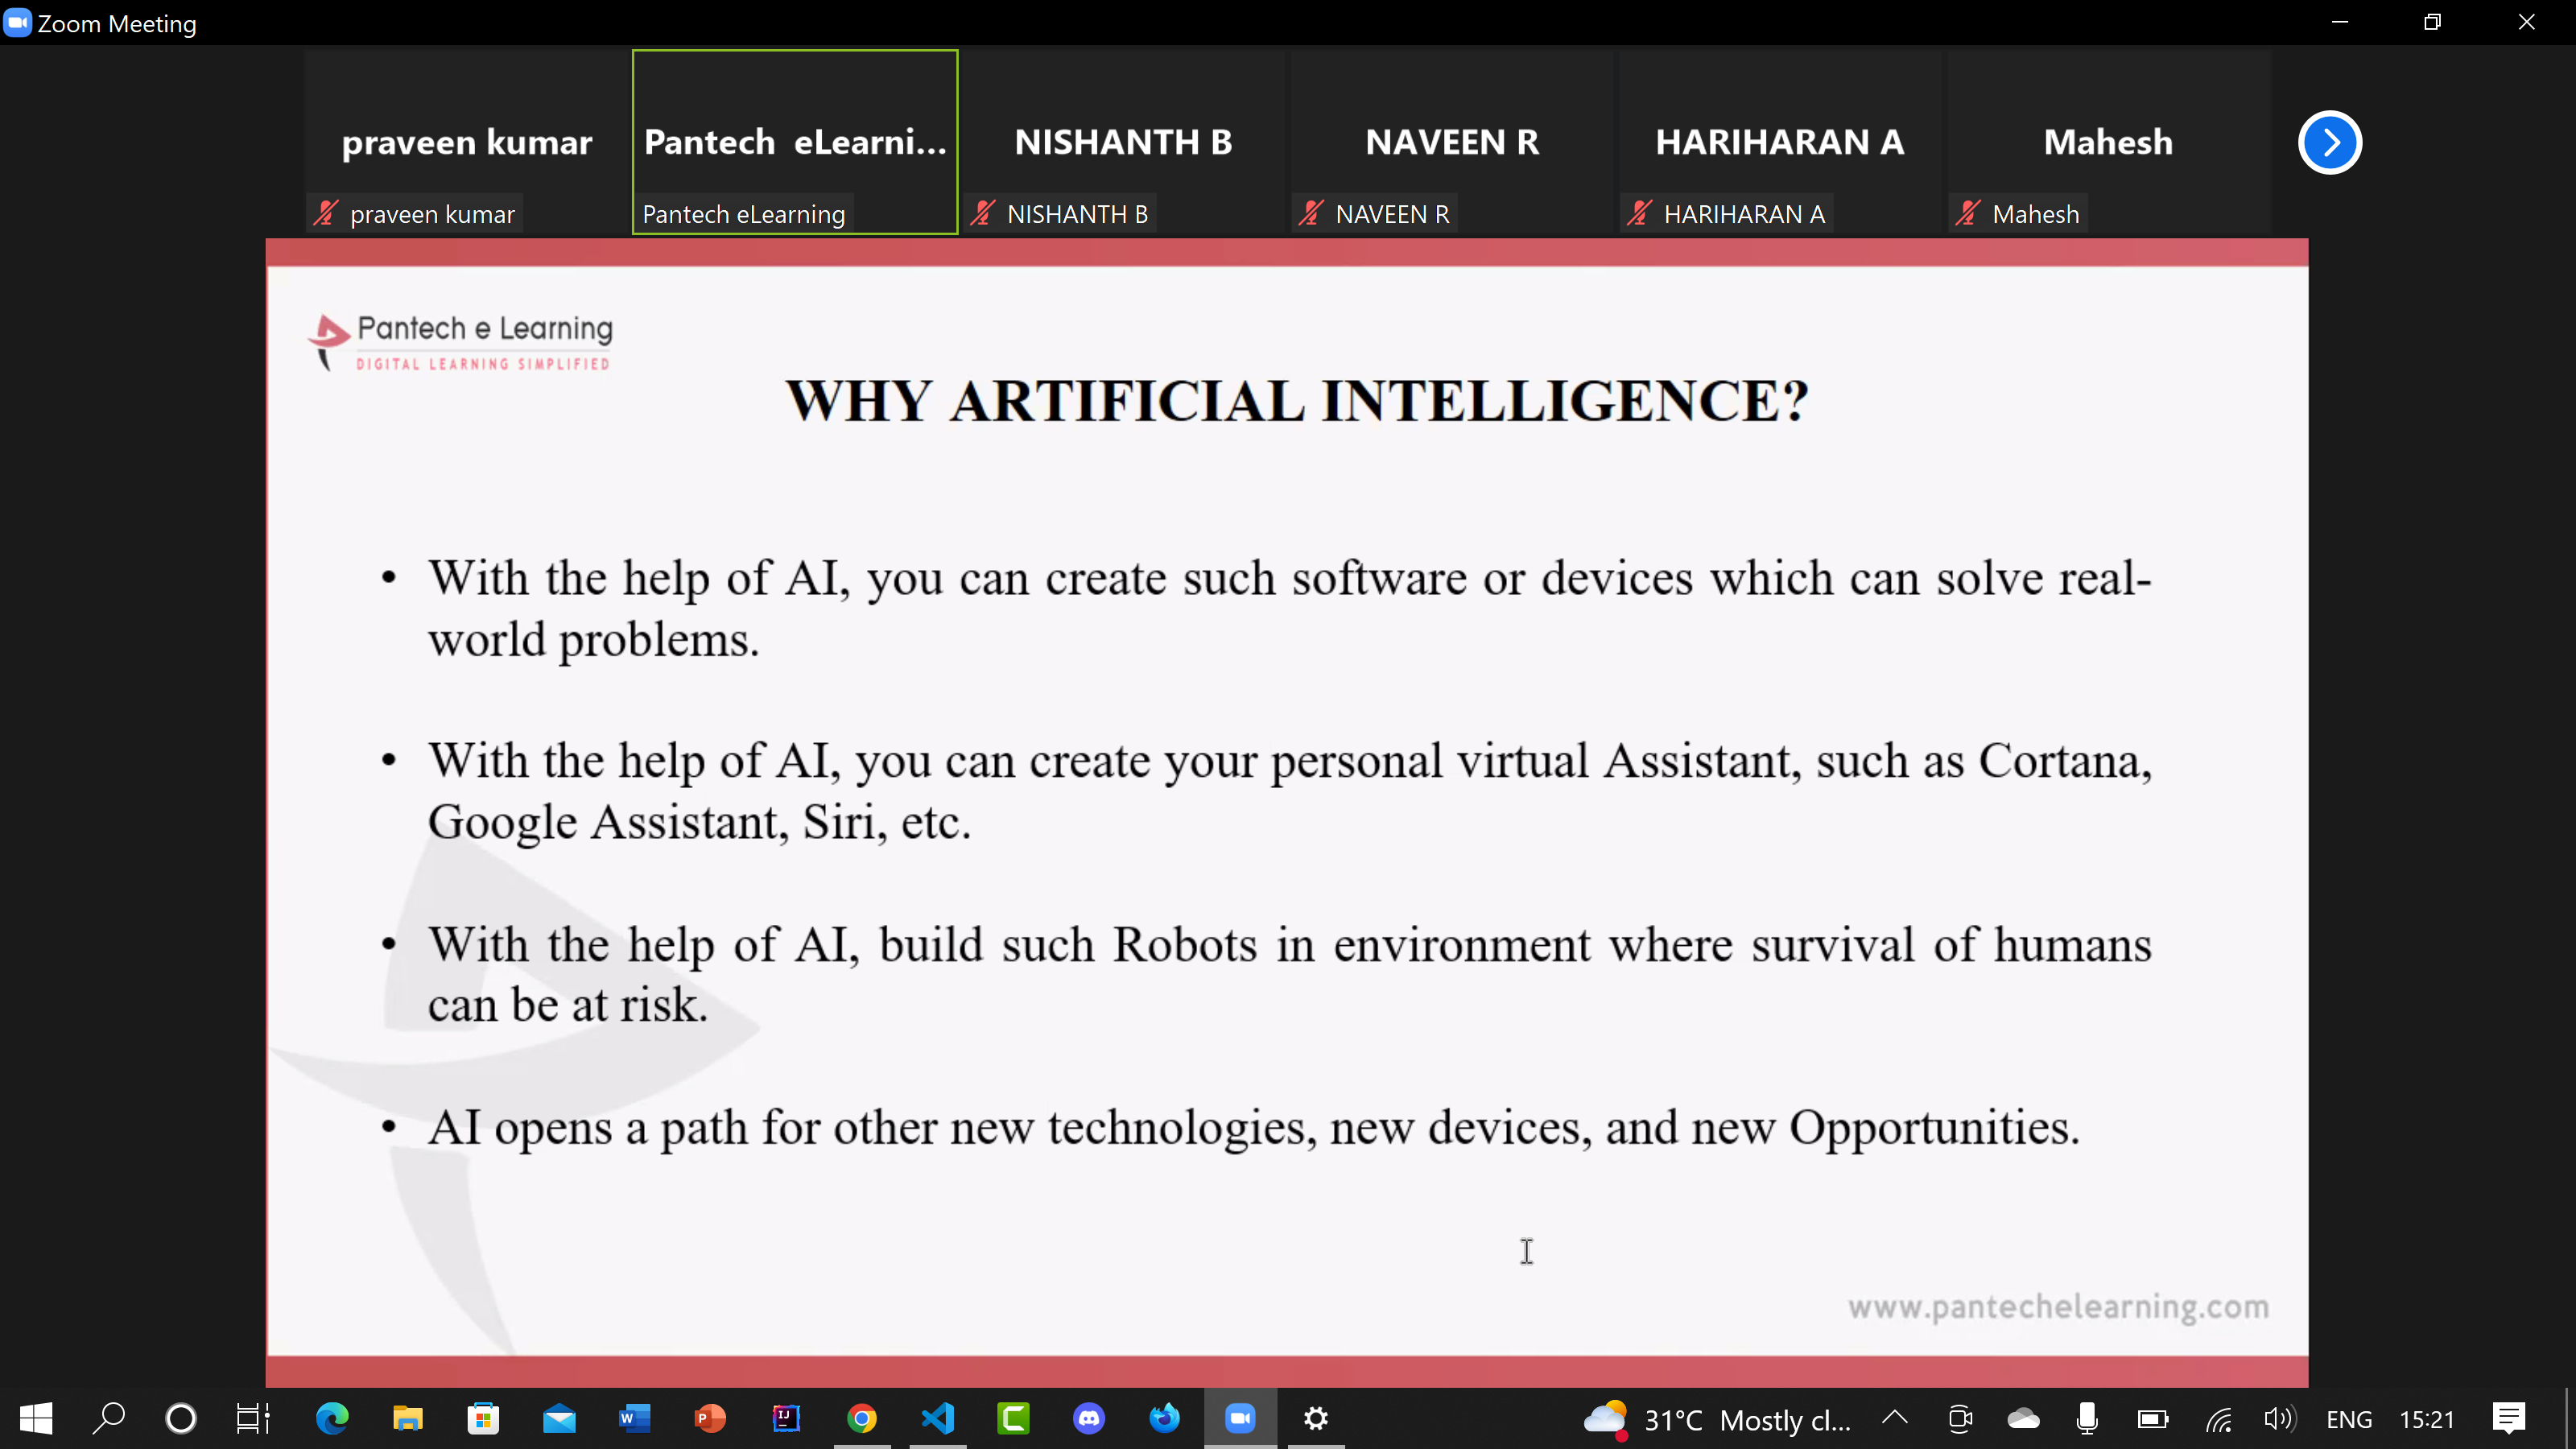 Zoom Meeting
praveen kumar
Pantech eLearni...
NISHANTH B
NAVEEN R
HARIHARAN A
Mahesh
praveen kumar
Pantech eLearning
NISHANTH B
NAVEEN R
HARIHARAN A
Mahesh
Pantech e Learning
DIGITAL LEARNING SIMPLIFIED
WHY ARTIFICIAL INTELLIGENCE?
• With the help of AI, you can create such software or devices which can solve real-
world problems.
• With the help of AI, you can create your personal virtual Assistant, such as Cortana,
Google Assistant, Siri, etc.
• With the help of AI, build such Robots in environment where survival of humans
can be at risk.
• AI opens a path for other new technologies, new devices, and new Opportunities.
www.pantechelearning.com
31°C Mostly cl... ENG 15:21